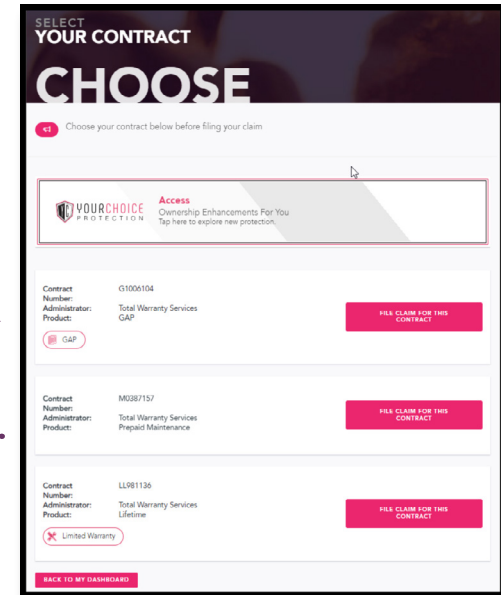 SELECT
YOUR CONTRACT
CHOOSE
Choose your contract below before filing your claim
YOURCHOICE
PROTECTION
Access
Ownership Enhancements For You
Tap here to explore new protection.
Contract Number: G1006104
Administrator: Total Warranty Services
Product: GAP
FILE CLAIM FOR THIS
CONTRACT
GAP
Contract Number: M0387157
Administrator: Total Warranty Services
Product: Prepaid Maintenance
FILE CLAIM FOR THIS
CONTRACT
Contract Number: LL981136
Administrator: Total Warranty Services
Product: Lifetime
FILE CLAIM FOR THIS
CONTRACT
Limited Warranty
BACK TO MY DASHBOARD